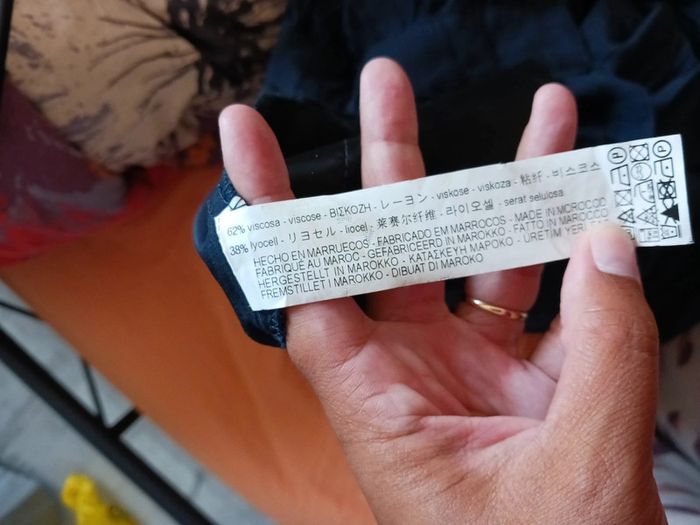 62% viscosa - viscose - ΒΙΣΚΟΖΗ - レーヨン - viskose - viskoza - 粘纤 - 비스코스
38% lyocell - リヨセル - liocel - 莱赛尔纤维 - 라이오셀 - serat selulosa
HECHO EN MARRUECOS - FABRICADO EM MARROCOS - MADE IN MOROCCO
FABRIQUÉ AU MAROC - GEFABRICEERD IN MAROKKO - FATTO IN MAROCCO
HERGESTELLT IN MAROKKO - ΚΑΤΑΣΚΕΥΗ ΜΑΡΟΚΟ - ÜRETİM YERİ
FREMSTILLET I MAROKKO - DIBUAT DI MAROKO